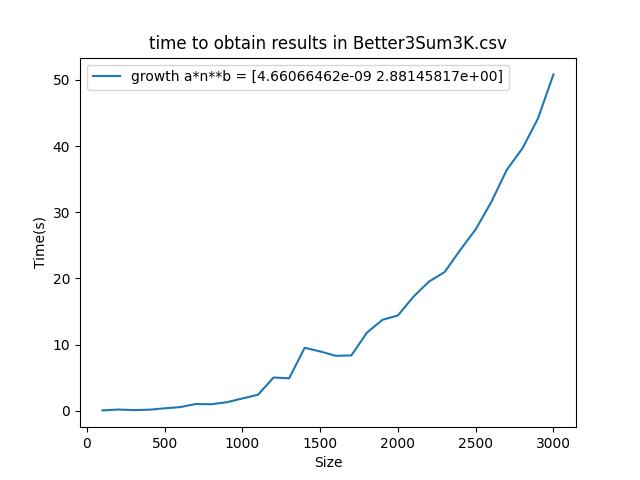 time to obtain results in Better3Sum3K.csv
growth a*n**b = [4.66066462e-09 2.88145817e+00]
50
40
30
20
10
0
Time(s)
0 500 1000 1500 2000 2500 3000
Size